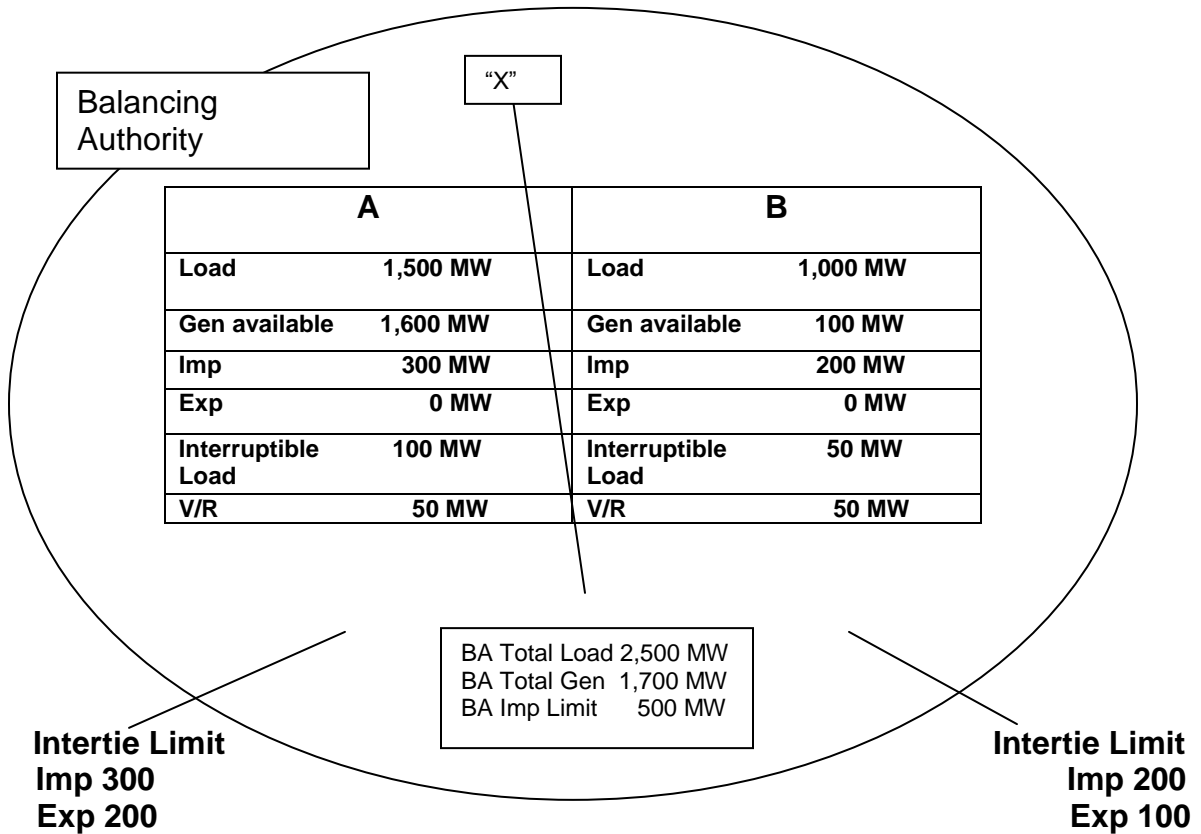 “X”
Balancing
Authority
A B
Load 1,500 MW Load 1,000 MW
Gen available 1,600 MW Gen available 100 MW
Imp 300 MW Imp 200 MW
Exp 0 MW Exp 0 MW
Interruptible 100 MW Interruptible 50 MW
Load Load
V/R 50 MW V/R 50 MW
BA Total Load 2,500 MW
BA Total Gen 1,700 MW
BA Imp Limit 500 MW
Intertie Limit
Imp 300
Exp 200
Intertie Limit
Imp 200
Exp 100